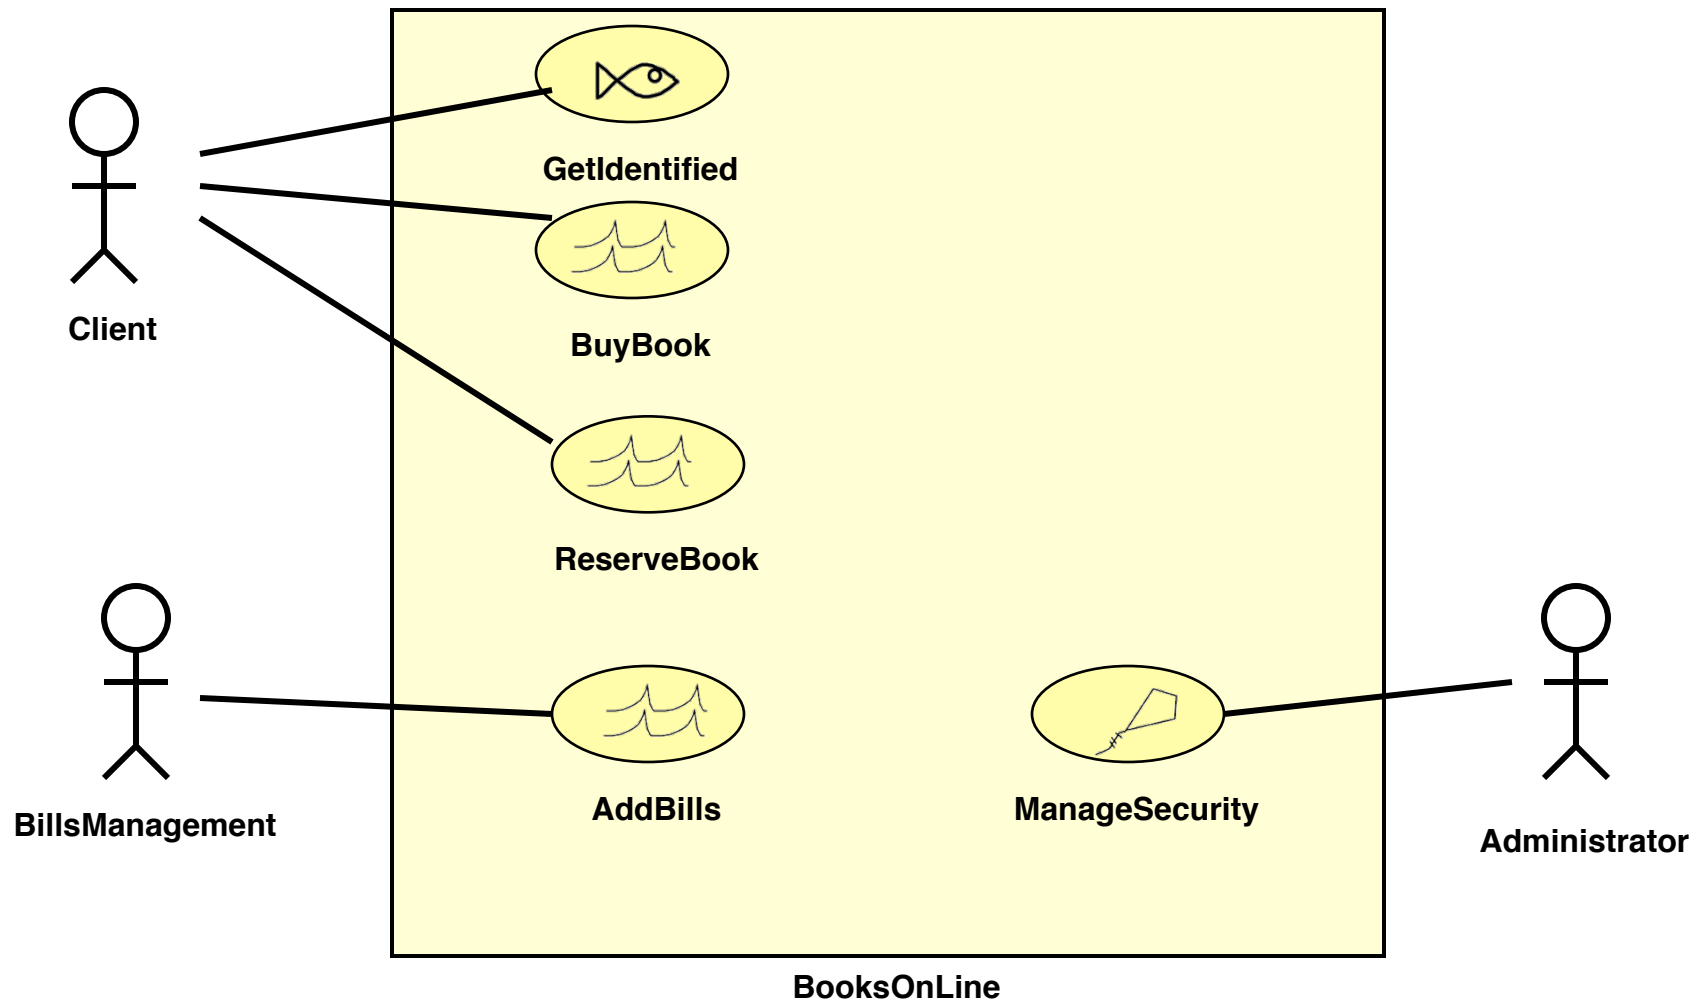 GetIdentified
Client
BuyBook
ReserveBook
BillsManagement
AddBills
ManageSecurity
Administrator
BooksOnLine